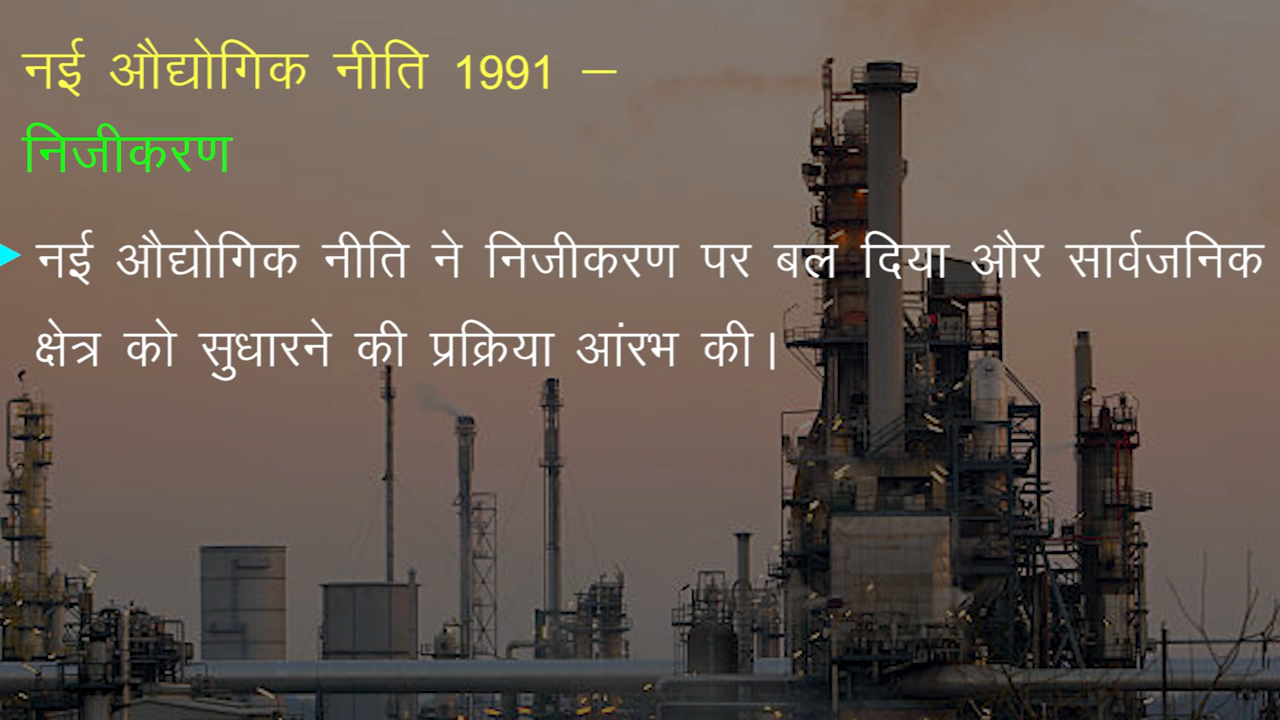 नई औद्योगिक नीति 1991 –
निजीकरण
नई औद्योगिक नीति ने निजीकरण पर बल दिया और सार्वजनिक
क्षेत्र को सुधारने की प्रक्रिया आंरभ की।